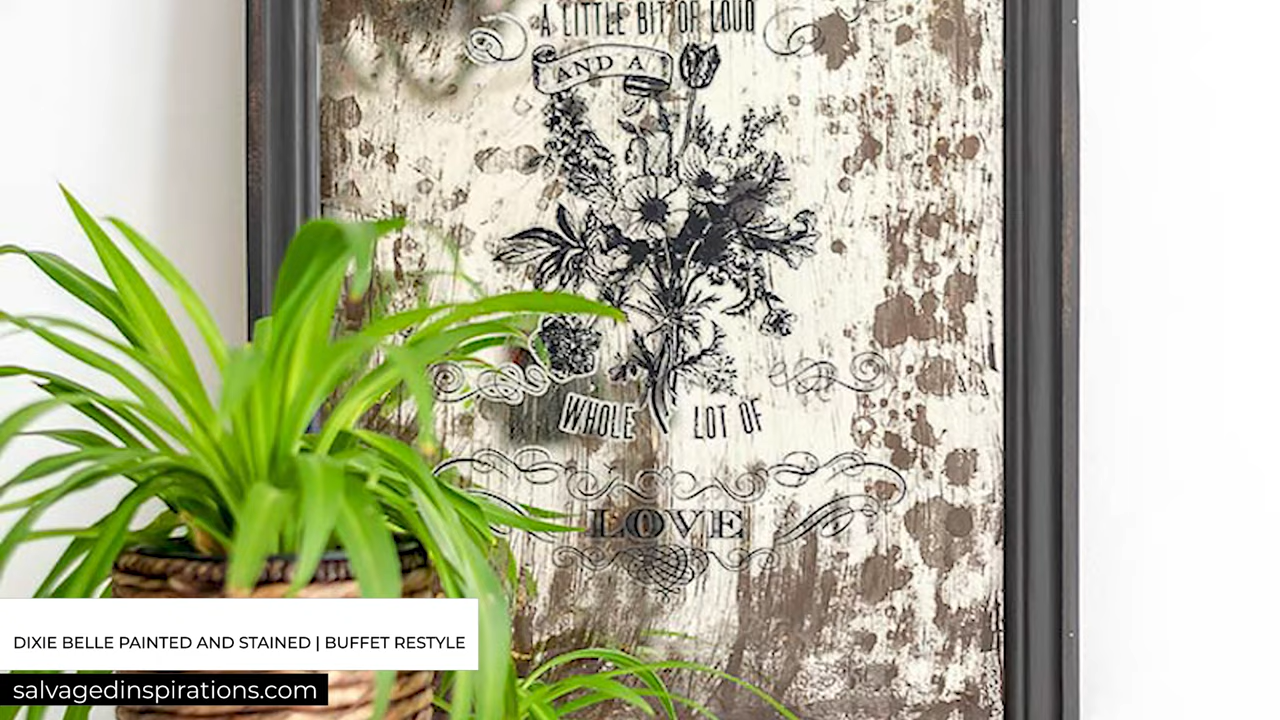 A LITTLE BIT OF LOUD
AND A
WHOLE LOT OF
LOVE
DIXIE BELLE PAINTED AND STAINED | BUFFET RESTYLE
salvagedinspirations.com